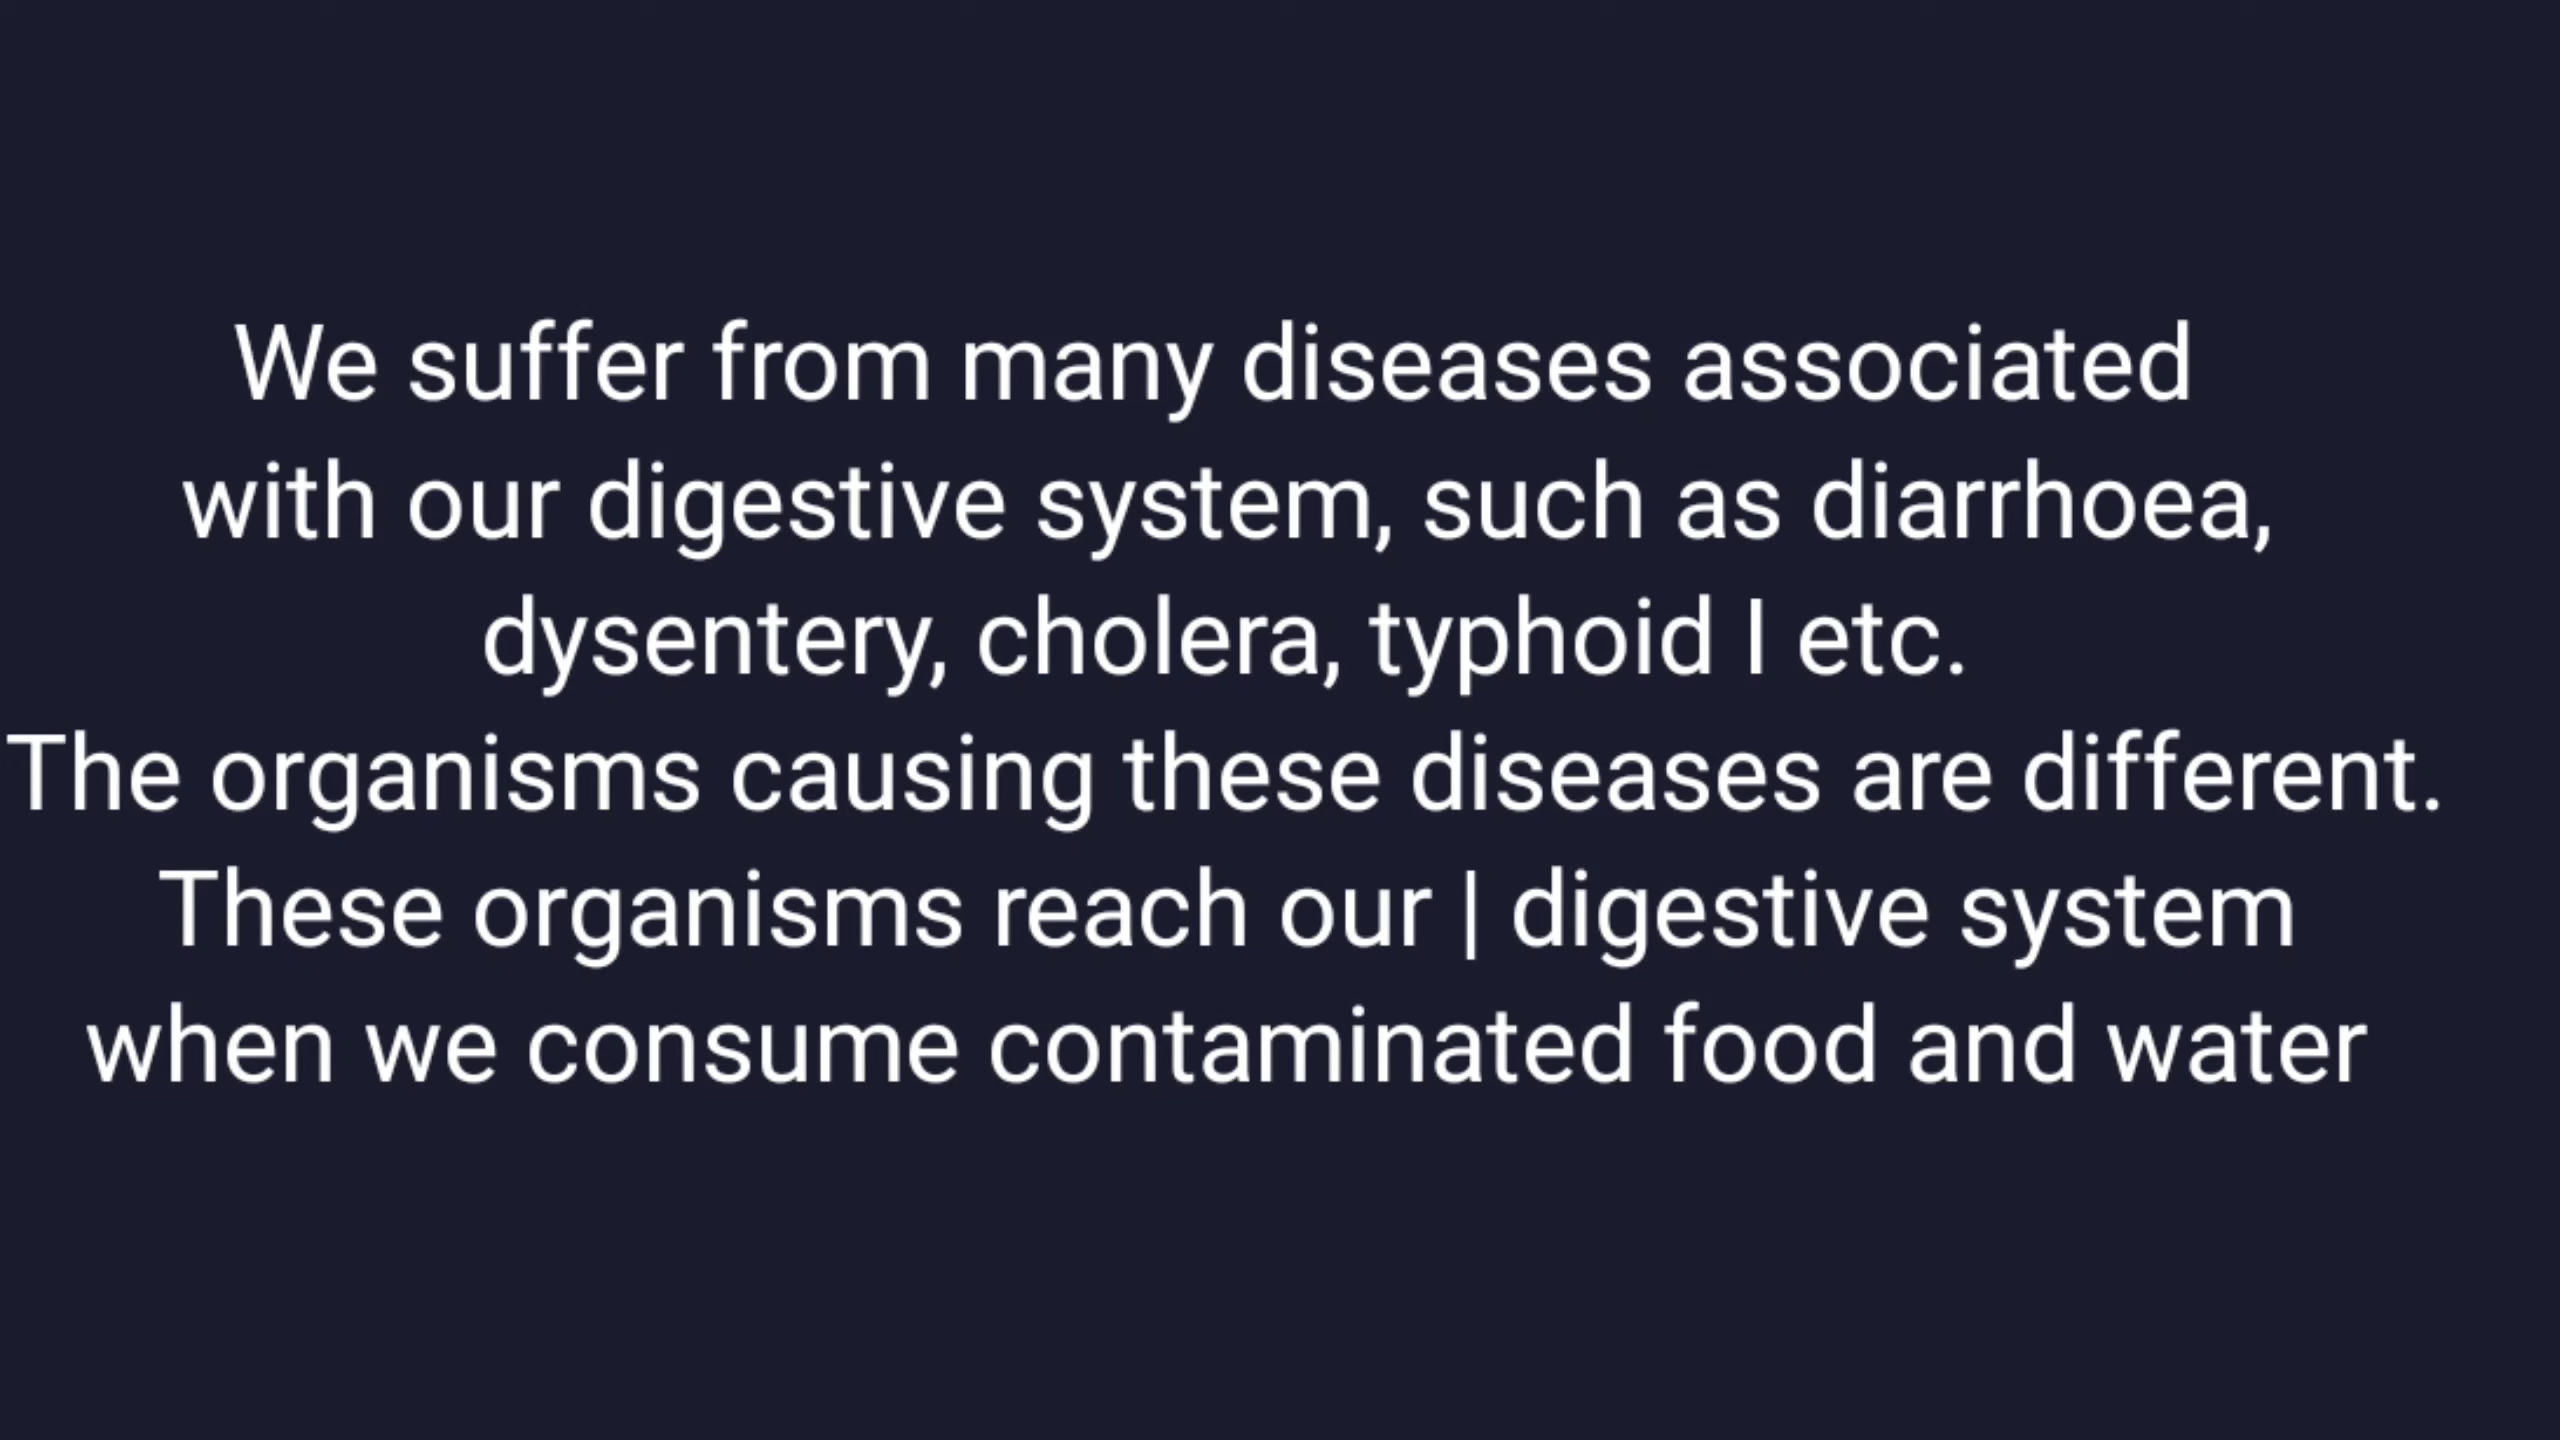 We suffer from many diseases associated
with our digestive system, such as diarrhoea,
dysentery, cholera, typhoid I etc.
The organisms causing these diseases are different.
These organisms reach our | digestive system
when we consume contaminated food and water